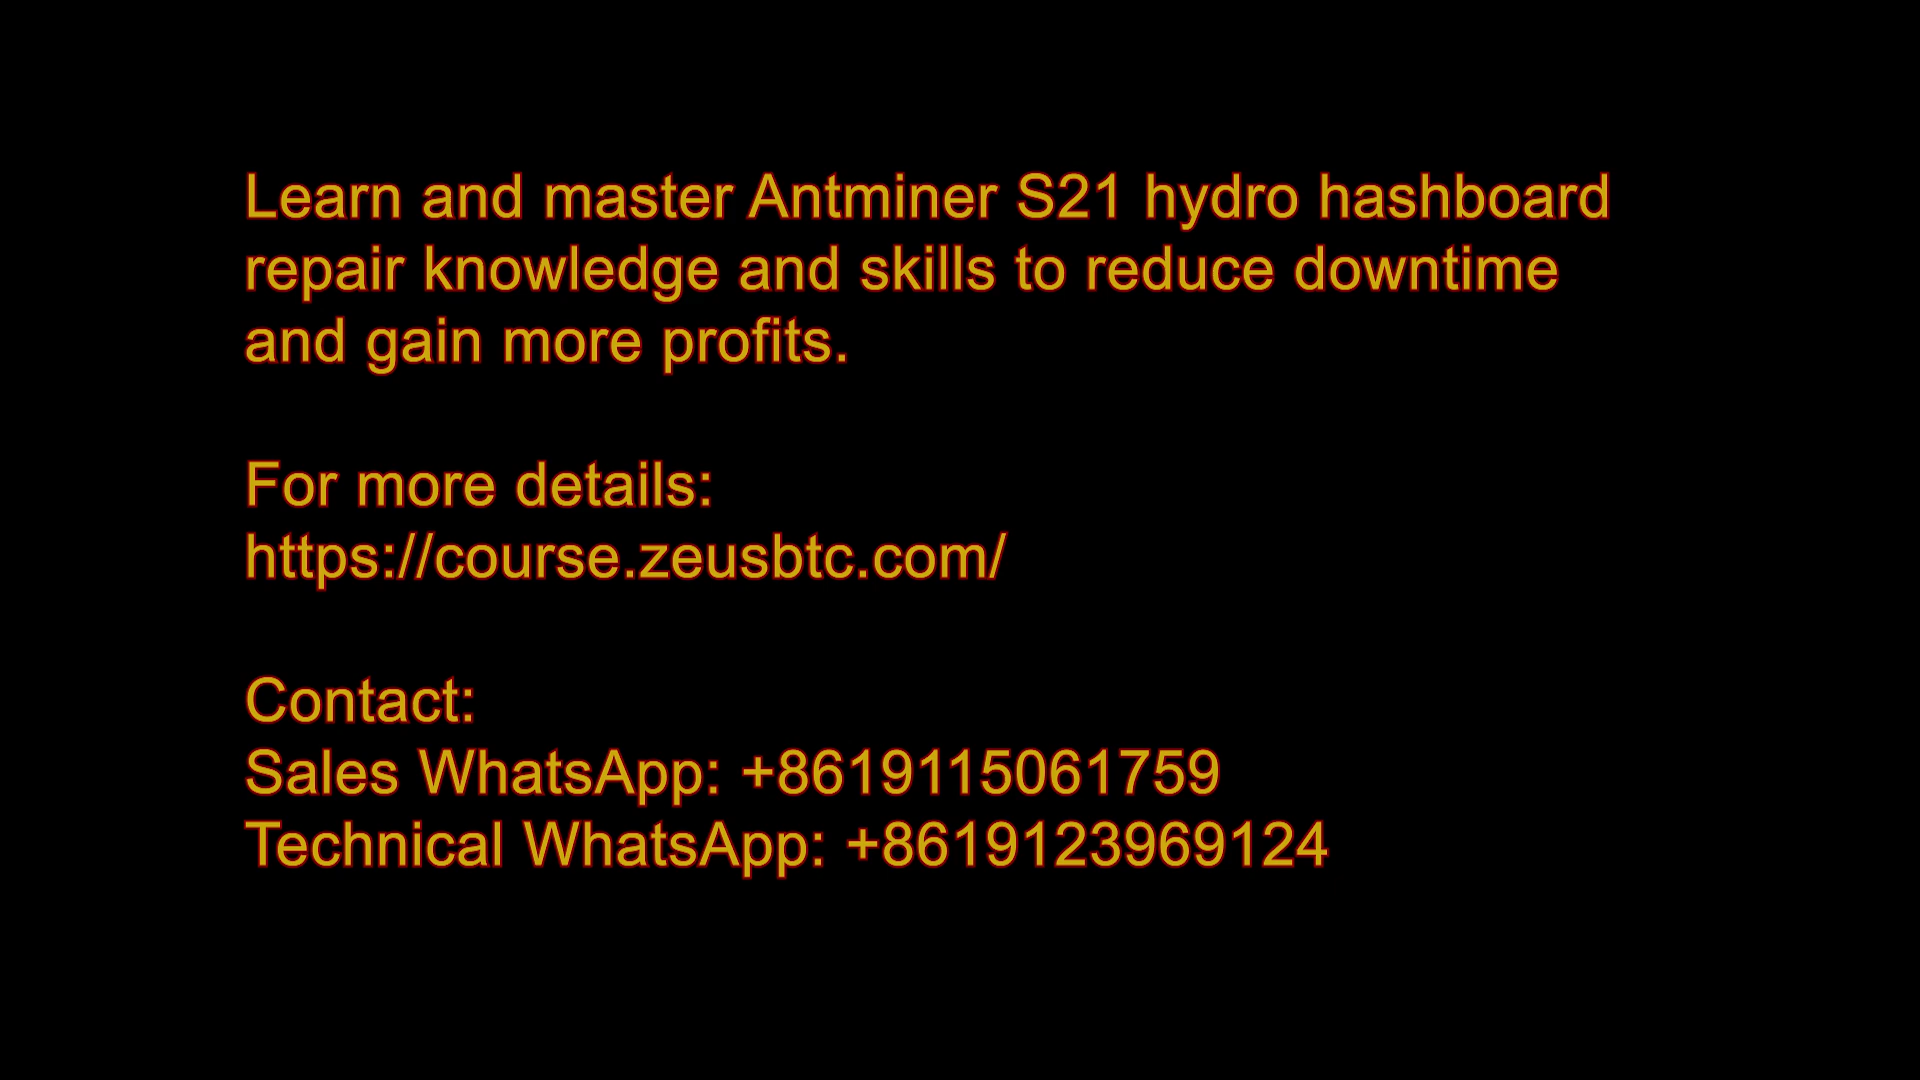 Learn and master Antminer S21 hydro hashboard
repair knowledge and skills to reduce downtime
and gain more profits.
For more details:
https://course.zeusbtc.com/
Contact:
Sales WhatsApp: +8619115061759
Technical WhatsApp: +8619123969124